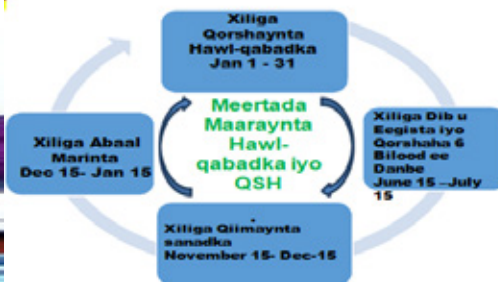 Xiliga
Qorshaynta
Hawl-qabadka
Jan 1 - 31
Meertada
Maaraynta
Hawl-
qabadka iyo
QSH
Xiliga Dib u
Eegista iyo
Qorshaha 6
Bilood ee
Danbe
June 15 –July
15
Xiliga Qiimaynta
sanadka
November 15- Dec-15
Xiliga Abaal
Marinta
Dec 15- Jan 15